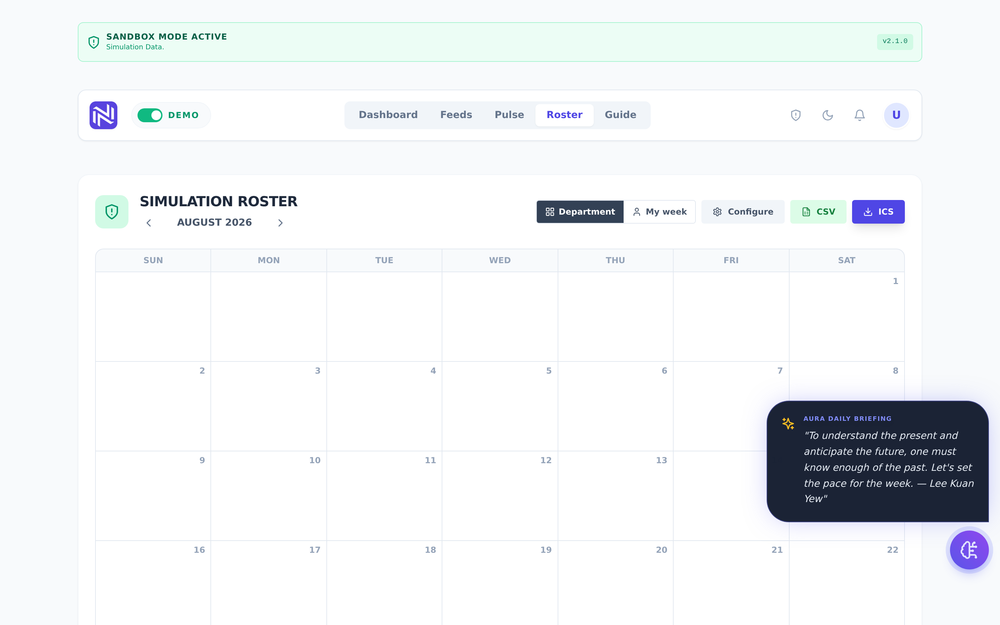 SANDBOX MODE ACTIVE
Simulation Data.
v2.1.0
DEMO
Dashboard
Feeds
Pulse
Roster
Guide
U
SIMULATION ROSTER
AUGUST 2026
Department
My week
Configure
CSV
ICS
SUN MON TUE WED THU FRI SAT
1
2 3 4 5 6 7 8
9 10 11 12 13
AURA DAILY BRIEFING
"To understand the present and
anticipate the future, one must
know enough of the past. Let's set
the pace for the week. — Lee Kuan
Yew"
16 17 18 19 20 21 22